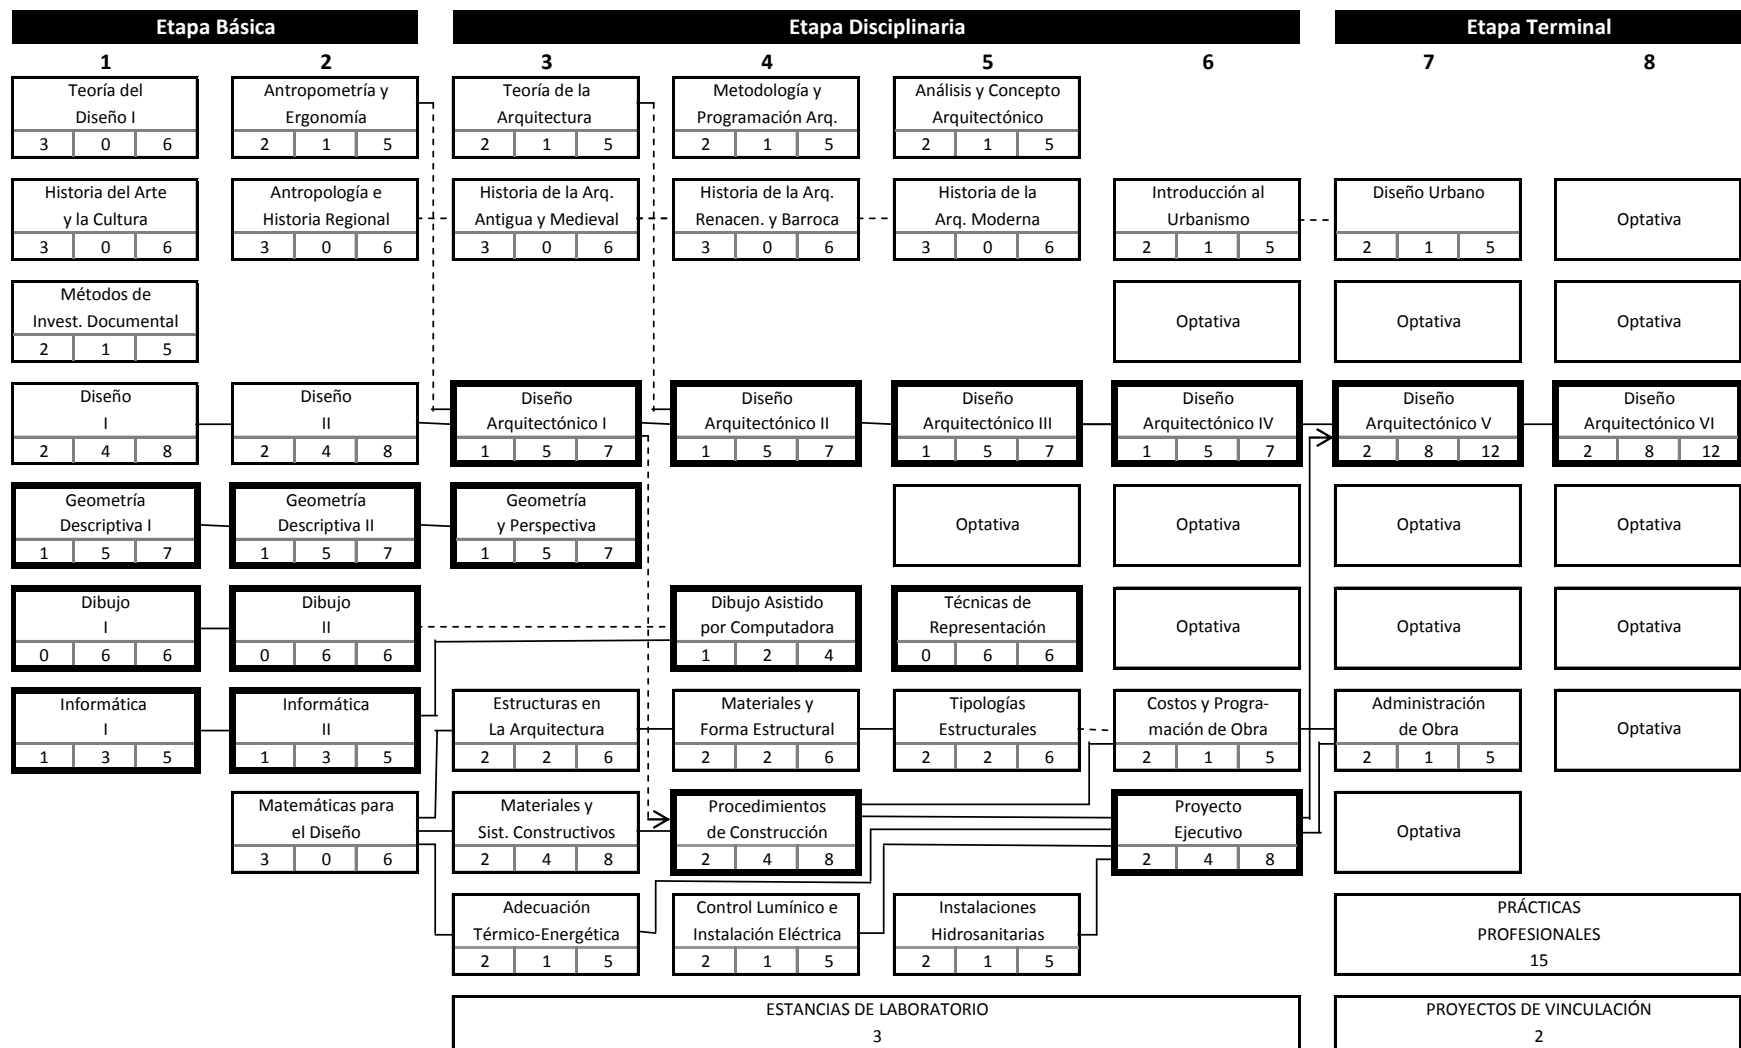 Etapa Básica
Etapa Disciplinaria
Etapa Terminal
1 2 3 4 5 6 7 8
Teoría del
Diseño I
3 0 6
Antropometría y
Ergonomía
2 1 5
Teoría de la
Arquitectura
2 1 5
Metodología y
Programación Arq.
2 1 5
Análisis y Concepto
Arquitectónico
2 1 5
Historia del Arte
y la Cultura
3 0 6
Antropología e
Historia Regional
3 0 6
Historia de la Arq.
Antigua y Medieval
3 0 6
Historia de la Arq.
Renacen. y Barroca
3 0 6
Historia de la
Arq. Moderna
3 0 6
Introducción al
Urbanismo
2 1 5
Diseño Urbano
2 1 5
Optativa
Métodos de
Invest. Documental
2 1 5
Optativa
Optativa
Optativa
Diseño
I
2 4 8
Diseño
II
2 4 8
Diseño
Arquitectónico I
1 5 7
Diseño
Arquitectónico II
1 5 7
Diseño
Arquitectónico III
1 5 7
Diseño
Arquitectónico IV
1 5 7
Diseño
Arquitectónico V
2 8 12
Diseño
Arquitectónico VI
2 8 12
Geometría
Descriptiva I
1 5 7
Geometría
Descriptiva II
1 5 7
Geometría
y Perspectiva
1 5 7
Optativa
Optativa
Optativa
Optativa
Dibujo
I
0 6 6
Dibujo
II
0 6 6
Dibujo Asistido
por Computadora
1 2 4
Técnicas de
Representación
0 6 6
Optativa
Optativa
Optativa
Informática
I
1 3 5
Informática
II
1 3 5
Estructuras en
La Arquitectura
2 2 6
Materiales y
Forma Estructural
2 2 6
Tipologías
Estructurales
2 2 6
Costos y Progra-
mación de Obra
2 1 5
Administración
de Obra
2 1 5
Optativa
Matemáticas para
el Diseño
3 0 6
Materiales y
Sist. Constructivos
2 4 8
Procedimientos
de Construcción
2 4 8
Proyecto
Ejecutivo
2 4 8
Optativa
Adecuación
Térmico-Energética
2 1 5
Control Lumínico e
Instalación Eléctrica
2 1 5
Instalaciones
Hidrosanitarias
2 1 5
PRÁCTICAS
PROFESIONALES
15
ESTANCIAS DE LABORATORIO
3
PROYECTOS DE VINCULACIÓN
2